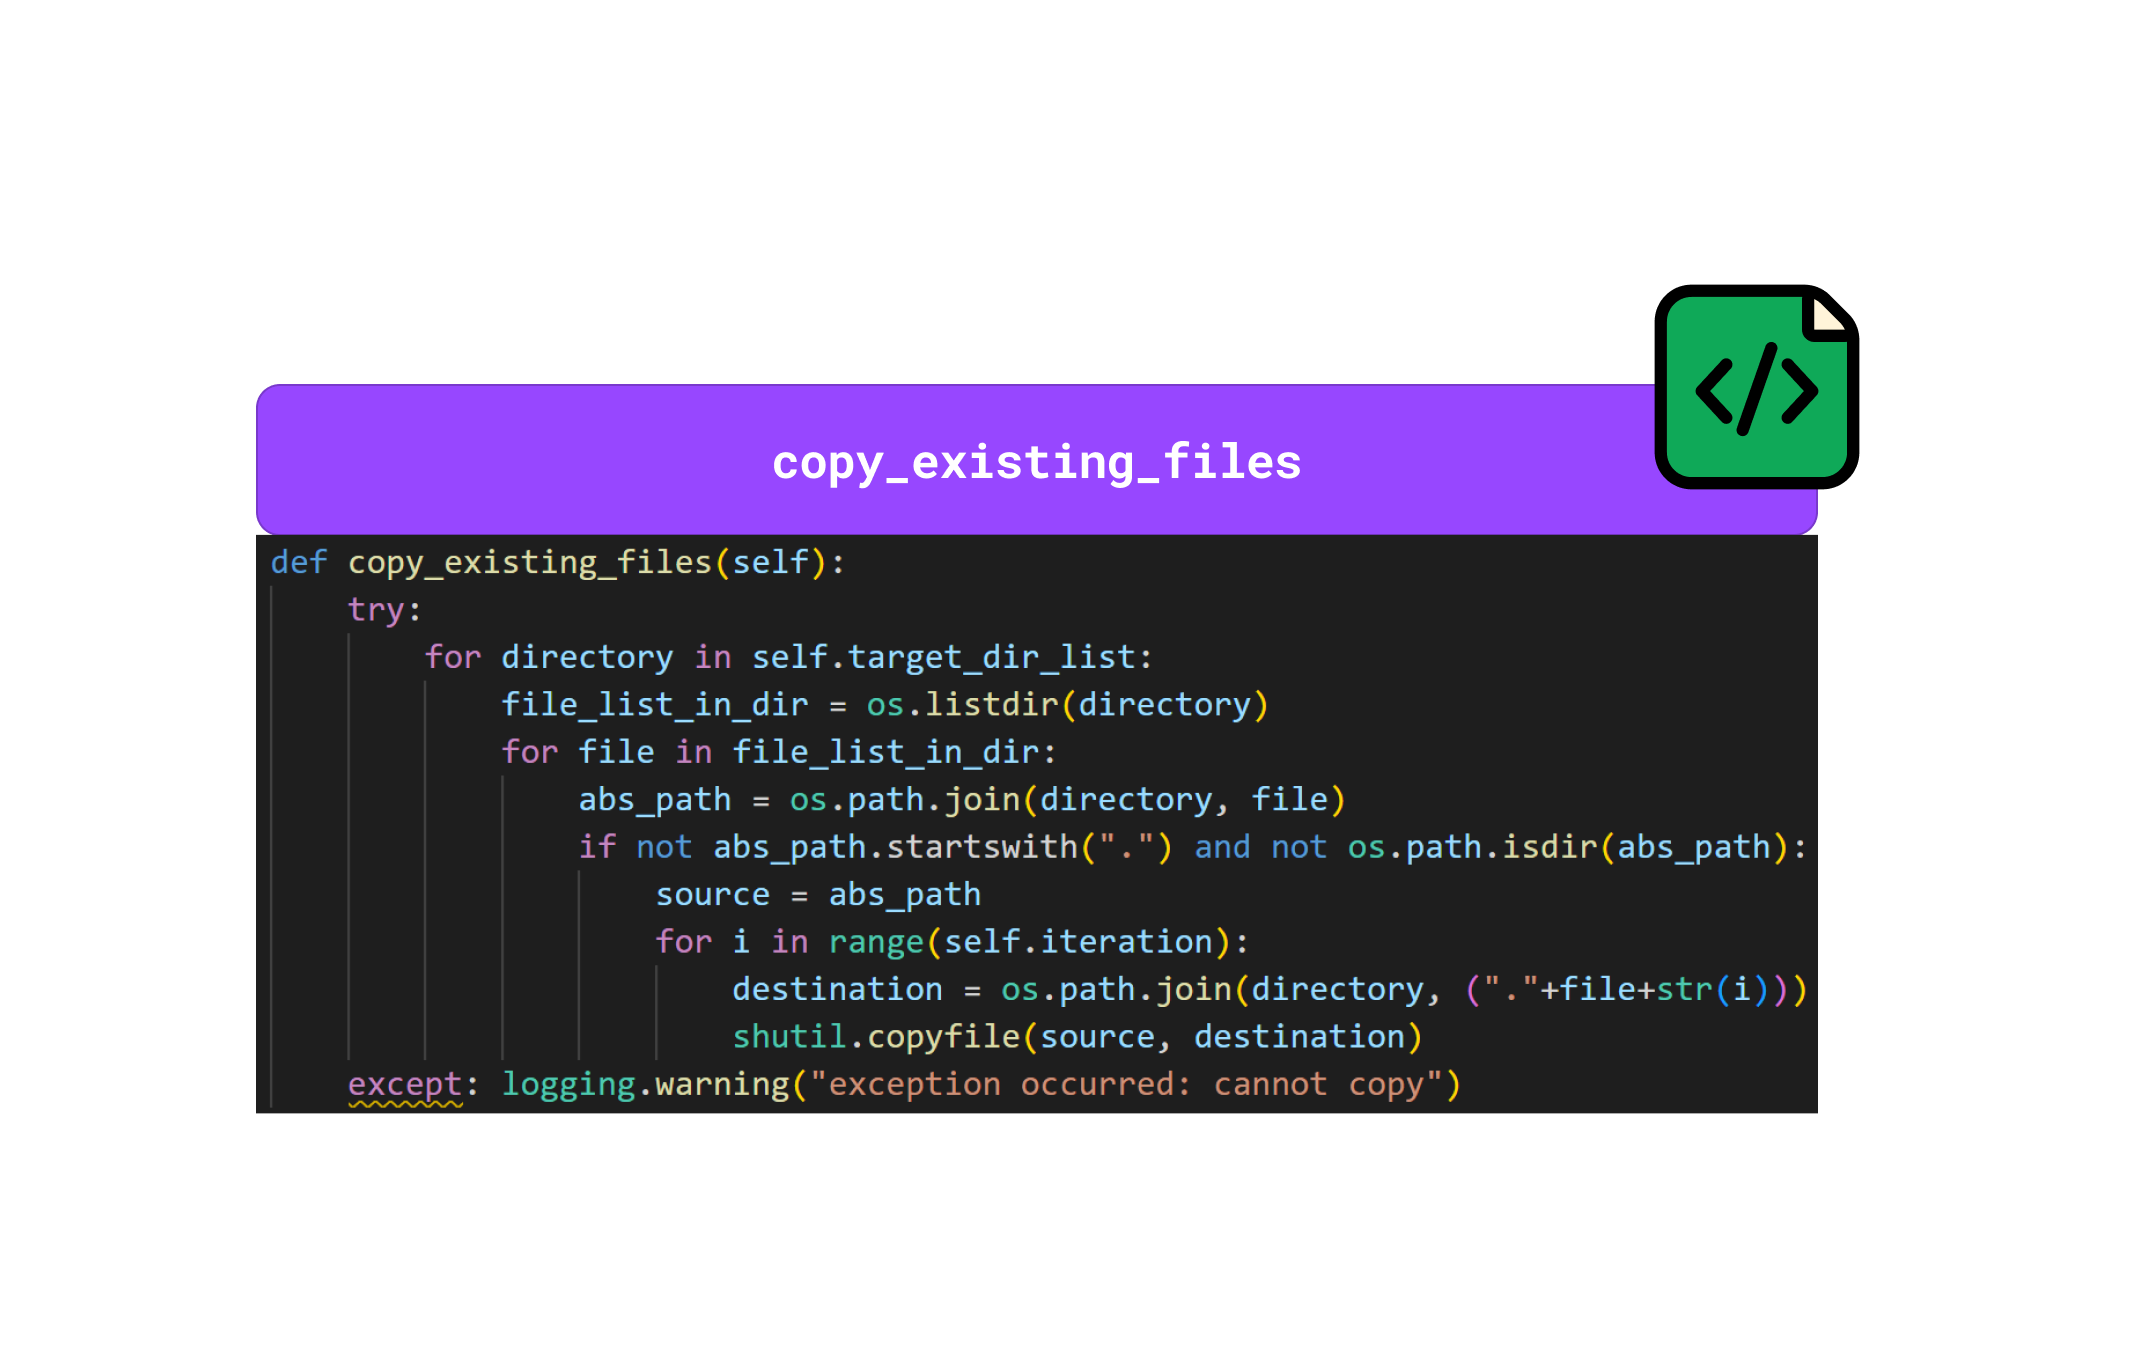 </>
copy_existing_files
def copy_existing_files(self):
    try:
        for directory in self.target_dir_list:
            file_list_in_dir = os.listdir(directory)
            for file in file_list_in_dir:
                abs_path = os.path.join(directory, file)
                if not abs_path.startswith(".") and not os.path.isdir(abs_path):
                    source = abs_path
                    for i in range(self.iteration):
                        destination = os.path.join(directory, ("."+file+str(i)))
                        shutil.copyfile(source, destination)
    except: logging.warning("exception occurred: cannot copy")